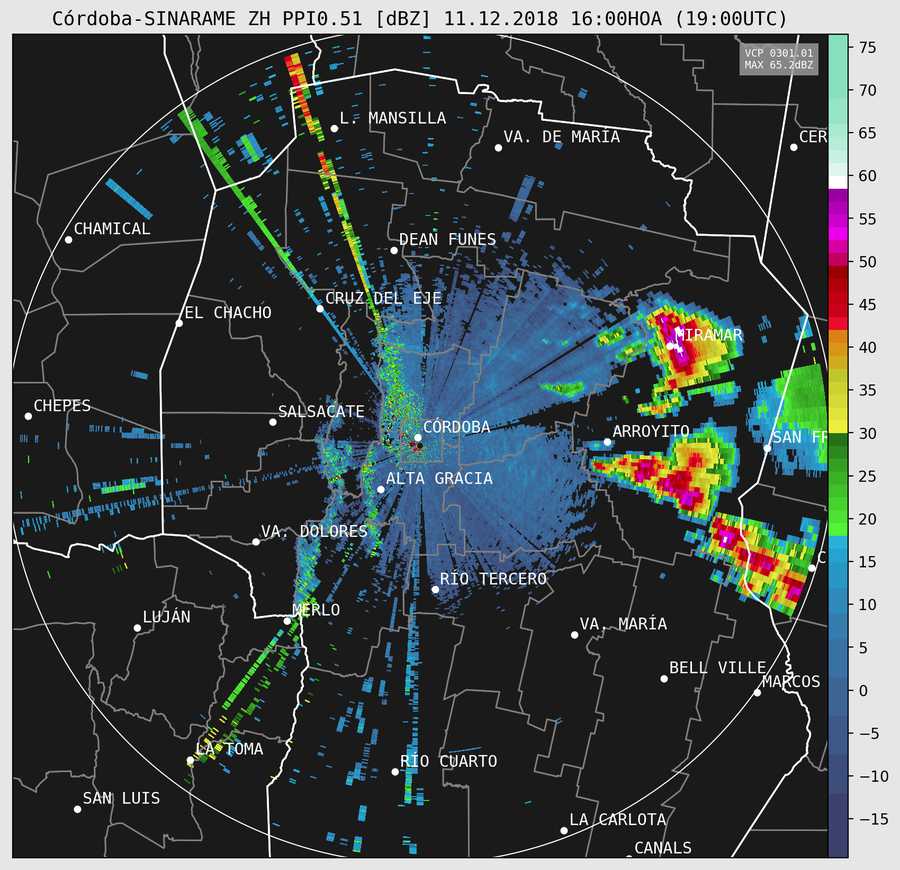 Córdoba-SINARAME ZH PPI0.51 [dBZ] 11.12.2018 16:00HOA (19:00UTC)
VCP 0301.01
MAX 65.2dBZ
75
70
65
60
55
50
45
40
35
30
25
20
15
10
5
0
−5
−10
−15
L. MANSILLA
VA. DE MARIA
CER
CHAMICAL
DEAN FUNES
CRUZ DEL EJE
EL CHACHO
MIRAMAR
CHEPES
SALSACATE
CÓRDOBA
ARROYITO
SAN FR
ALTA GRACIA
VA. DOLORES
C
RÍO TERCERO
MERLO
LUJÁN
VA. MARÍA
BELL VILLE
MARCOS
LA TOMA
RÍO CUARTO
SAN LUIS
LA CARLOTA
CANALS